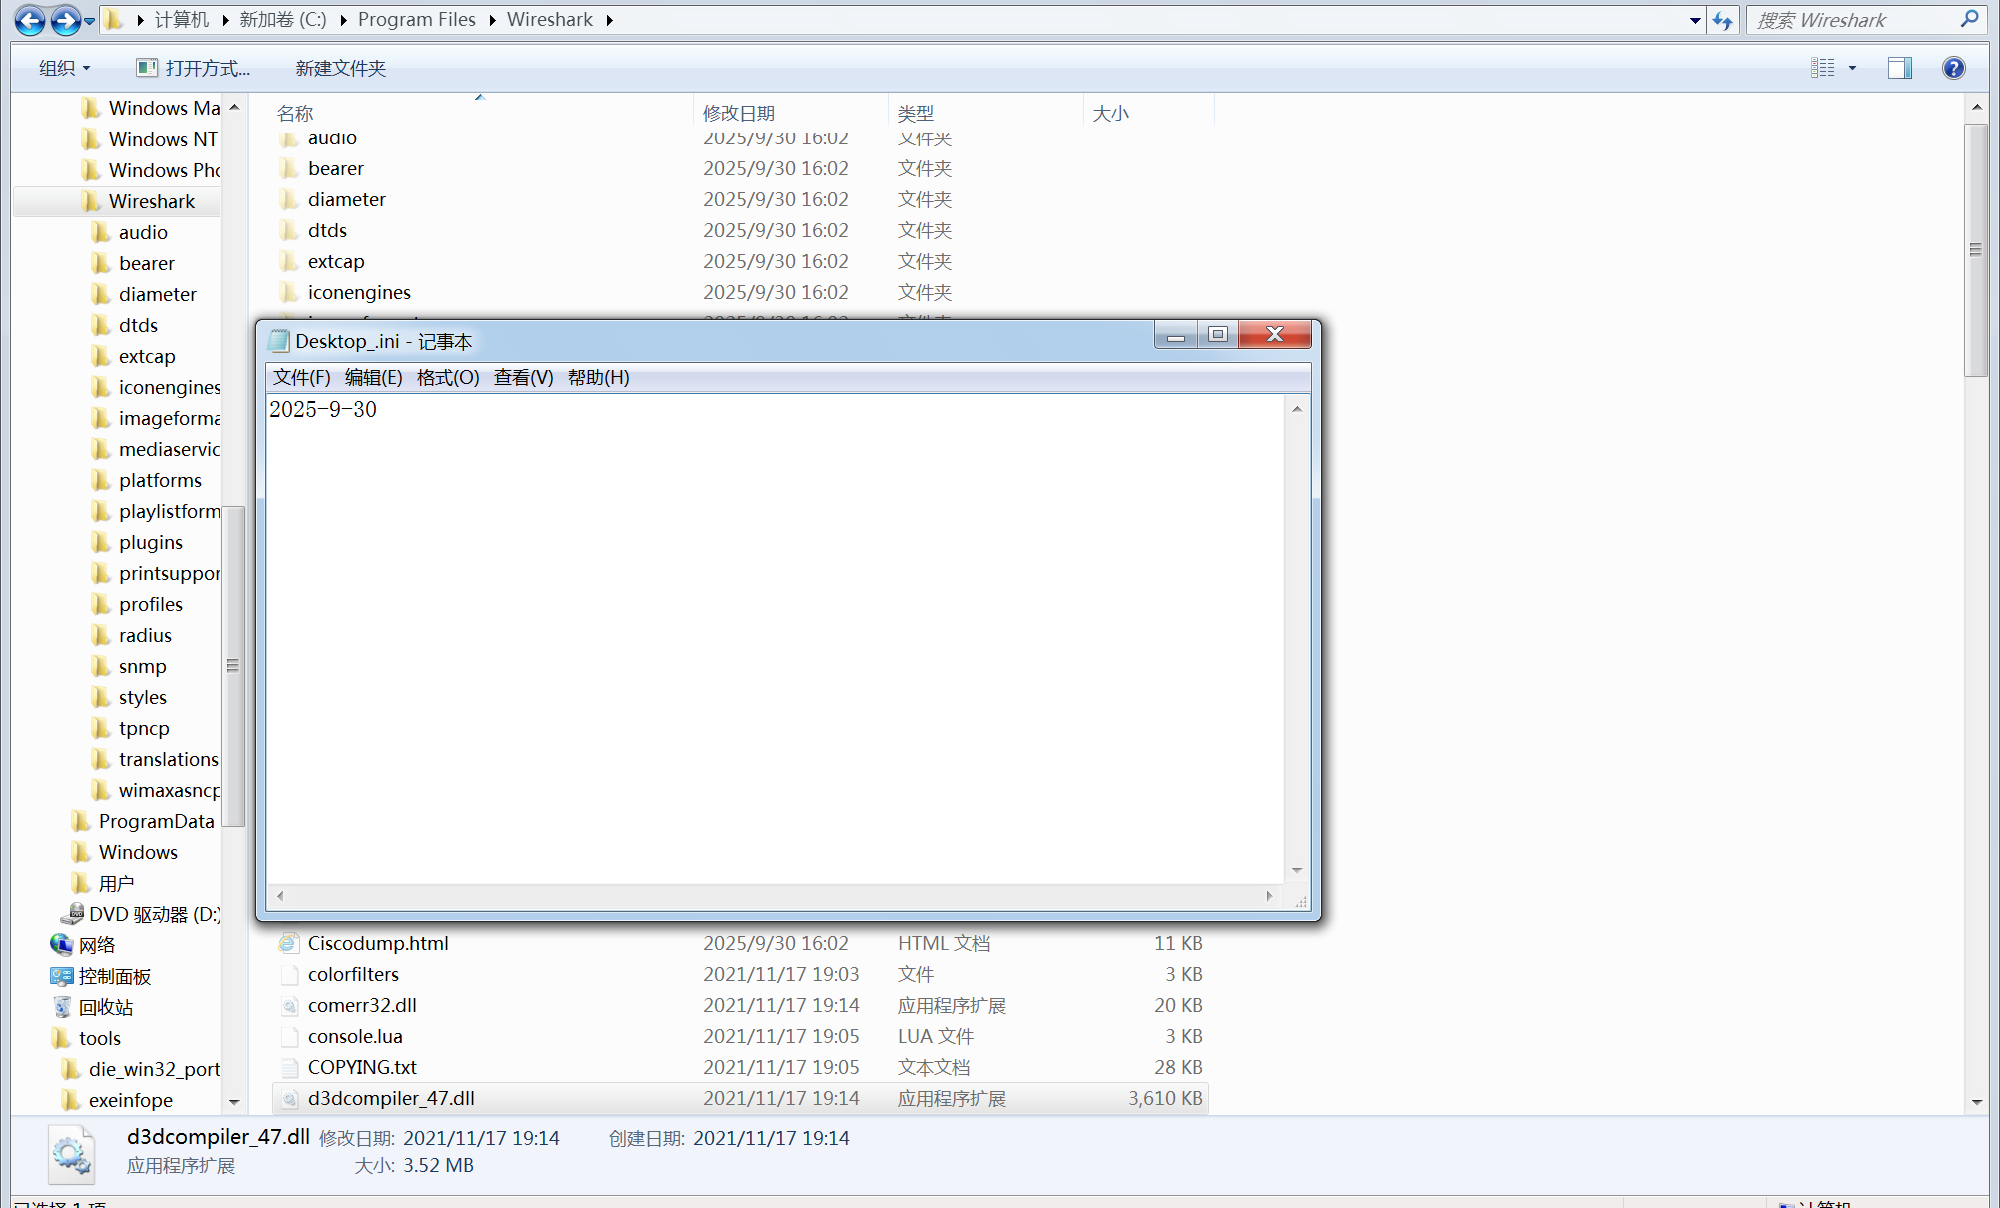 计算机 新加卷 (C:) Program Files Wireshark 搜索 Wireshark
组织 打开方式... 新建文件夹
Windows Ma
Windows NT
Windows Pho
Wireshark
audio
bearer
diameter
dtds
extcap
iconengines
imageforma
mediaservic
platforms
playlistform
plugins
printsuppor
profiles
radius
snmp
styles
tpncp
translations
wimaxasncp
ProgramData
Windows
用户
DVD 驱动器 (D:)
网络
控制面板
回收站
tools
die_win32_port
exeinfope
名称 修改日期 类型 大小
audio 2025/9/30 16:02 文件夹
bearer 2025/9/30 16:02 文件夹
diameter 2025/9/30 16:02 文件夹
dtds 2025/9/30 16:02 文件夹
extcap 2025/9/30 16:02 文件夹
iconengines 2025/9/30 16:02 文件夹
Desktop_.ini - 记事本
文件(F) 编辑(E) 格式(O) 查看(V) 帮助(H)
2025-9-30
Ciscodump.html 2025/9/30 16:02 HTML 文档 11 KB
colorfilters 2021/11/17 19:03 文件 3 KB
comerr32.dll 2021/11/17 19:14 应用程序扩展 20 KB
console.lua 2021/11/17 19:05 LUA 文件 3 KB
COPYING.txt 2021/11/17 19:05 文本文档 28 KB
d3dcompiler_47.dll 2021/11/17 19:14 应用程序扩展 3,610 KB
d3dcompiler_47.dll 修改日期: 2021/11/17 19:14 创建日期: 2021/11/17 19:14
应用程序扩展 大小: 3.52 MB
已选择 1 项 计算机